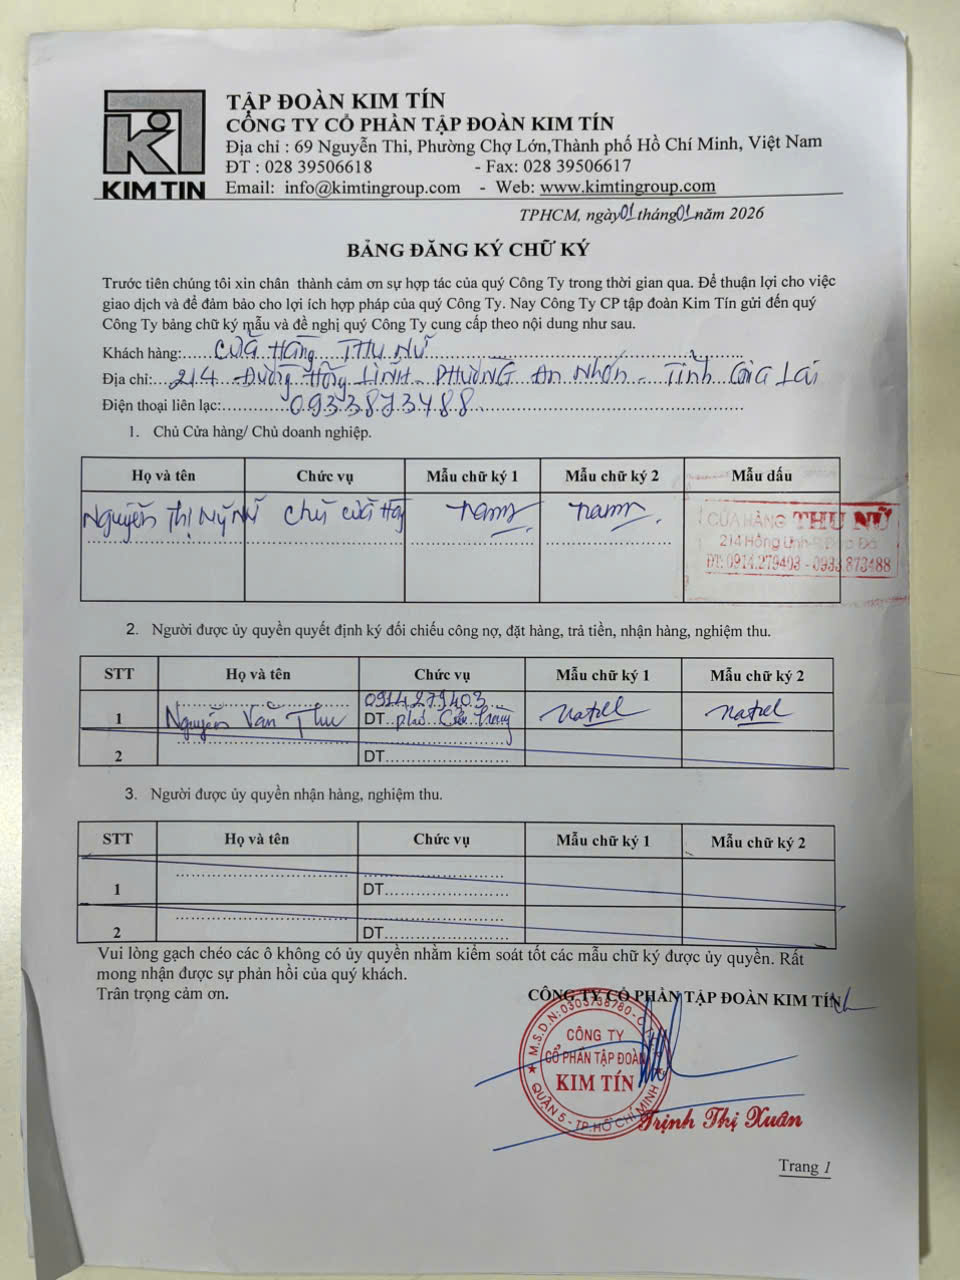 KIM TIN
TẬP ĐOÀN KIM TÍN
CÔNG TY CỔ PHẦN TẬP ĐOÀN KIM TÍN
Địa chỉ : 69 Nguyễn Thi, Phường Chợ Lớn,Thành phố Hồ Chí Minh, Việt Nam
ĐT : 028 39506618 - Fax: 028 39506617
Email: info@kimtingroup.com - Web: www.kimtingroup.com
TPHCM, ngày 01 tháng 01 năm 2026
BẢNG ĐĂNG KÝ CHỮ KÝ
Trước tiên chúng tôi xin chân thành cảm ơn sự hợp tác của quý Công Ty trong thời gian qua. Để thuận lợi cho việc
giao dịch và để đảm bảo cho lợi ích hợp pháp của quý Công Ty. Nay Công Ty CP tập đoàn Kim Tín gửi đến quý
Công Ty bảng chữ ký mẫu và đề nghị quý Công Ty cung cấp theo nội dung như sau.
Khách hàng: Cửa Hàng THU NỮ
Địa chỉ: 214 - Đường Hồng Lĩnh - Phường An Nhơn - Tỉnh Gia Lai
Điện thoại liên lạc: 0933873488
1. Chủ Cửa hàng/ Chủ doanh nghiệp.
Họ và tên Chức vụ Mẫu chữ ký 1 Mẫu chữ ký 2 Mẫu dấu
Nguyễn Thị Nữ Chủ Cửa Hàng
CỬA HÀNG THU NỮ
214 Hồng Lĩnh
ĐT: 0914.279403 - 0933.873488
2. Người được ủy quyền quyết định ký đối chiếu công nợ, đặt hàng, trả tiền, nhận hàng, nghiệm thu.
STT Họ và tên Chức vụ Mẫu chữ ký 1 Mẫu chữ ký 2
0914279403
1 Nguyễn Văn Thu DT
2 DT
3. Người được ủy quyền nhận hàng, nghiệm thu.
STT Họ và tên Chức vụ Mẫu chữ ký 1 Mẫu chữ ký 2
1 DT
2 DT
Vui lòng gạch chéo các ô không có ủy quyền nhằm kiểm soát tốt các mẫu chữ ký được ủy quyền. Rất
mong nhận được sự phản hồi của quý khách.
Trân trọng cảm ơn.
CÔNG TY CỔ PHẦN TẬP ĐOÀN KIM TÍN
CÔNG TY
CỔ PHẦN TẬP ĐOÀN
KIM TÍN
QUẬN 5 - TP.HỒ CHÍ MINH
Trịnh Thị Xuân
Trang 1